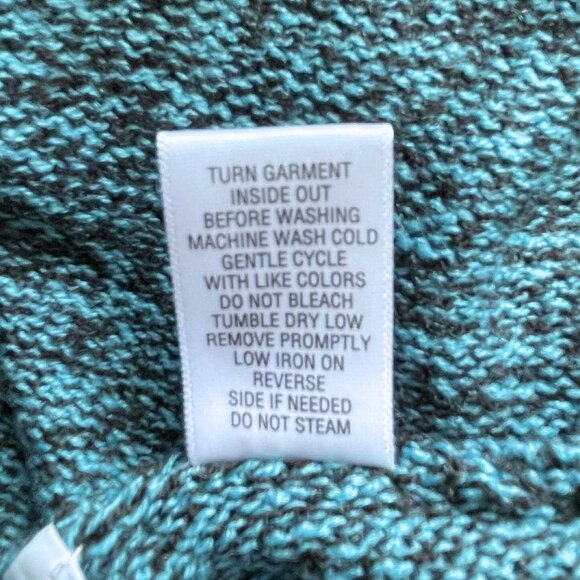 TURN GARMENT
INSIDE OUT
BEFORE WASHING
MACHINE WASH COLD
GENTLE CYCLE
WITH LIKE COLORS
DO NOT BLEACH
TUMBLE DRY LOW
REMOVE PROMPTLY
LOW IRON ON
REVERSE
SIDE IF NEEDED
DO NOT STEAM